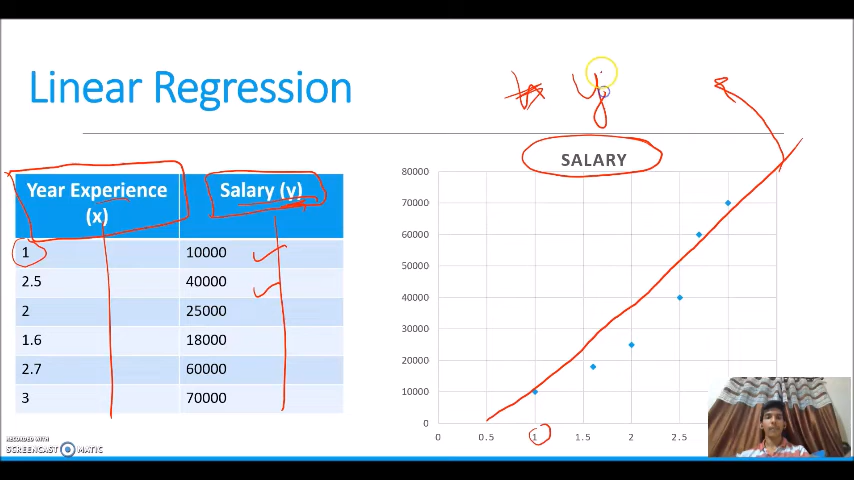 Linear Regression
y
SALARY
Year Experience (x)
Salary (y)
1 10000
2.5 40000
2 25000
1.6 18000
2.7 60000
3 70000
80000
70000
60000
50000
40000
30000
20000
10000
0
0 0.5 1 1.5 2 2.5
RECORDED WITH
SCREENCAST MATIC